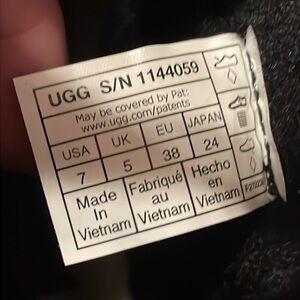 UGG S/N 1144059
May be covered by Pat:
www.ugg.com/patents
USA UK EU JAPAN
7 5 38 24
Made In Vietnam
Fabriqué au Vietnam
Hecho en Vietnam